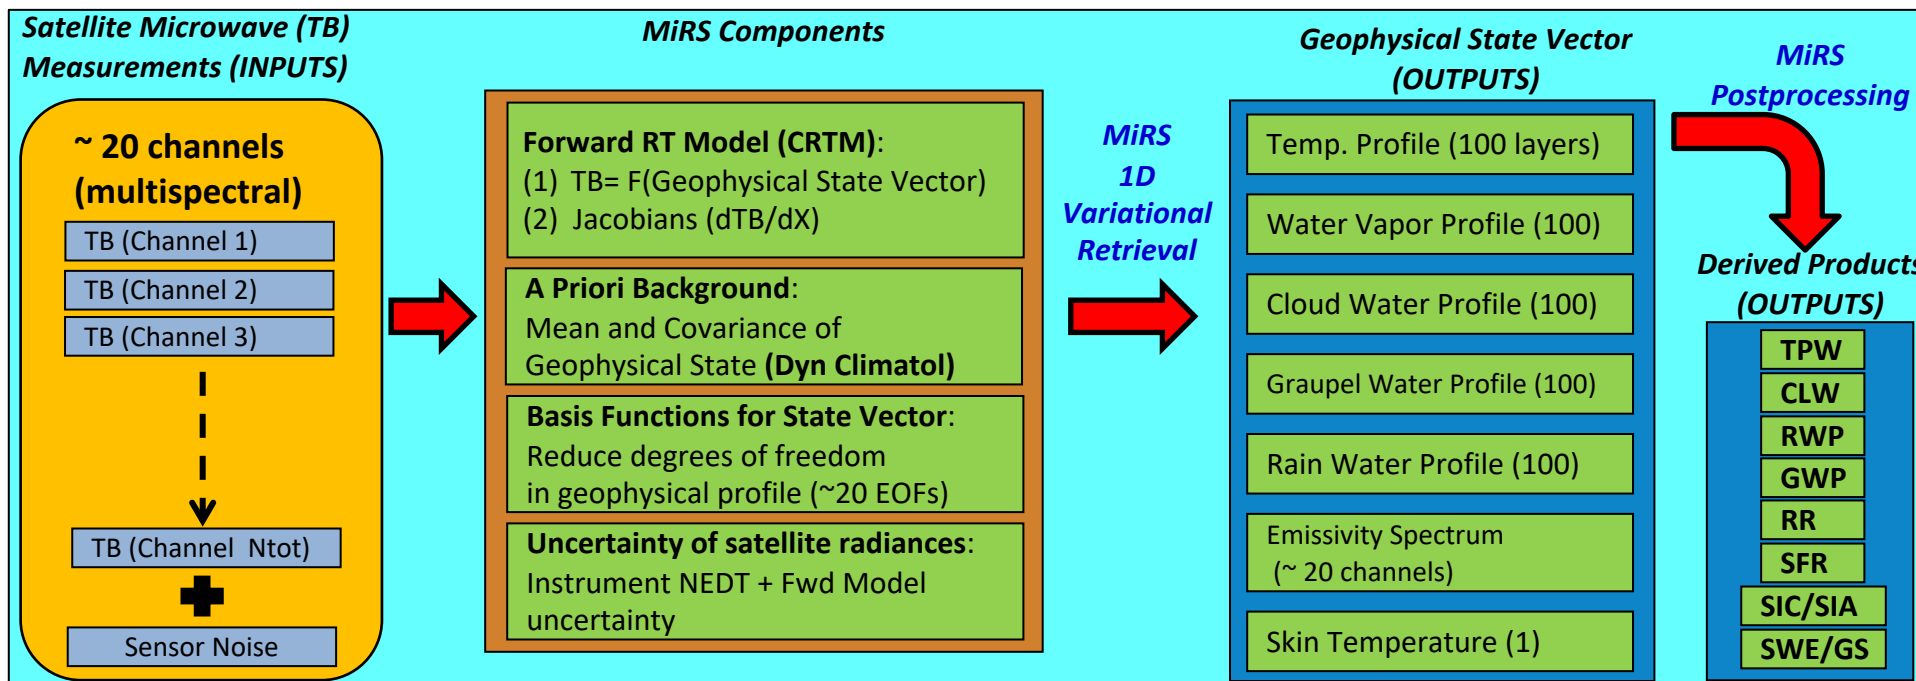 Satellite Microwave (TB)
Measurements (INPUTS)
~ 20 channels
(multispectral)
TB (Channel 1)
TB (Channel 2)
TB (Channel 3)
TB (Channel Ntot)
Sensor Noise
MiRS Components
Forward RT Model (CRTM):
(1) TB= F(Geophysical State Vector)
(2) Jacobians (dTB/dX)
A Priori Background:
Mean and Covariance of
Geophysical State (Dyn Climatol)
Basis Functions for State Vector:
Reduce degrees of freedom
in geophysical profile (~20 EOFs)
Uncertainty of satellite radiances:
Instrument NEDT + Fwd Model
uncertainty
MiRS
1D
Variational
Retrieval
Geophysical State Vector
(OUTPUTS)
Temp. Profile (100 layers)
Water Vapor Profile (100)
Cloud Water Profile (100)
Graupel Water Profile (100)
Rain Water Profile (100)
Emissivity Spectrum
(~ 20 channels)
Skin Temperature (1)
MiRS
Postprocessing
Derived Products
(OUTPUTS)
TPW
CLW
RWP
GWP
RR
SFR
SIC/SIA
SWE/GS